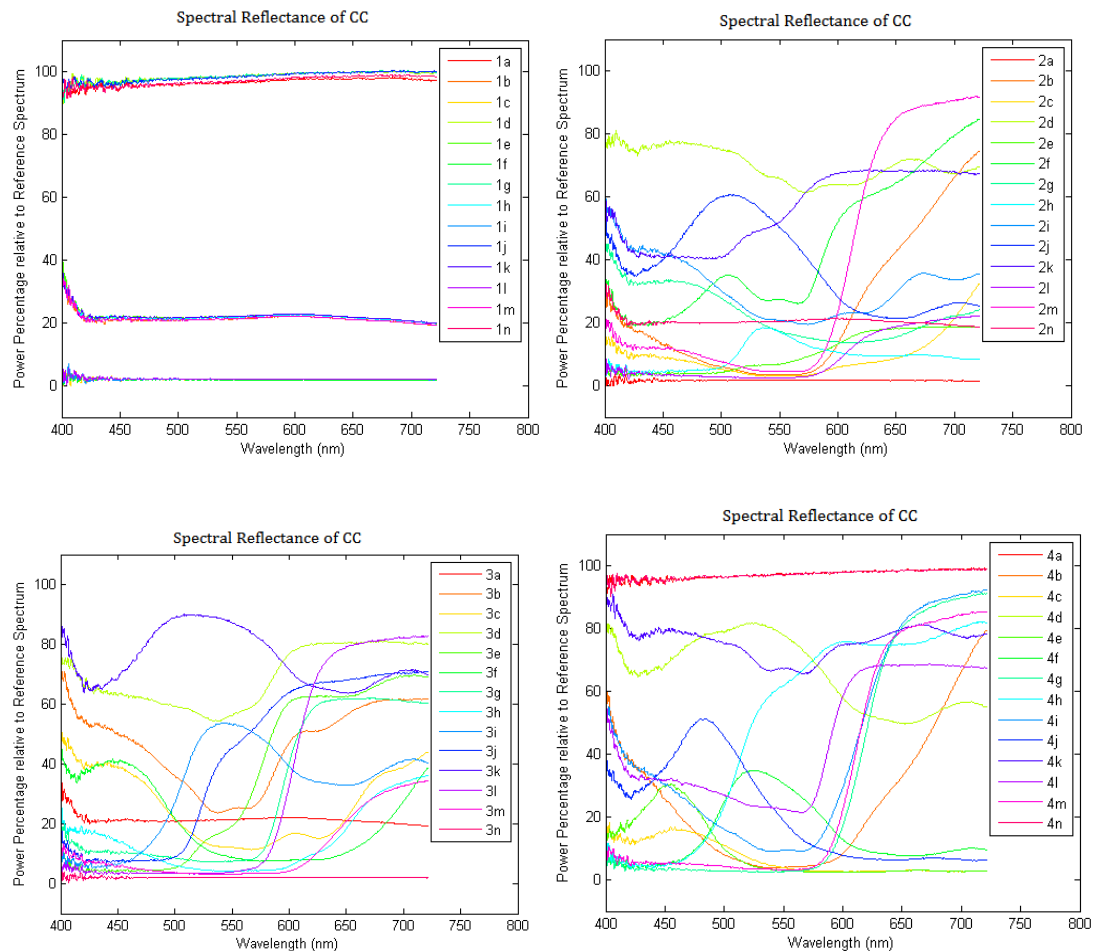 Spectral Reflectance of CC
Power Percentage relative to Reference Spectrum
100
80
60
40
20
0
400 450 500 550 600 650 700 750 800
Wavelength (nm)
1a
1b
1c
1d
1e
1f
1g
1h
1i
1j
1k
1l
1m
1n
Spectral Reflectance of CC
Power Percentage relative to Reference Spectrum
100
80
60
40
20
0
400 450 500 550 600 650 700 750 800
Wavelength (nm)
2a
2b
2c
2d
2e
2f
2g
2h
2i
2j
2k
2l
2m
2n
Spectral Reflectance of CC
Power Percentage relative to Reference Spectrum
100
80
60
40
20
0
400 450 500 550 600 650 700 750 800
Wavelength (nm)
3a
3b
3c
3d
3e
3f
3g
3h
3i
3j
3k
3l
3m
3n
Spectral Reflectance of CC
Power Percentage relative to Reference Spectrum
100
80
60
40
20
0
400 450 500 550 600 650 700 750 800
Wavelength (nm)
4a
4b
4c
4d
4e
4f
4g
4h
4i
4j
4k
4l
4m
4n